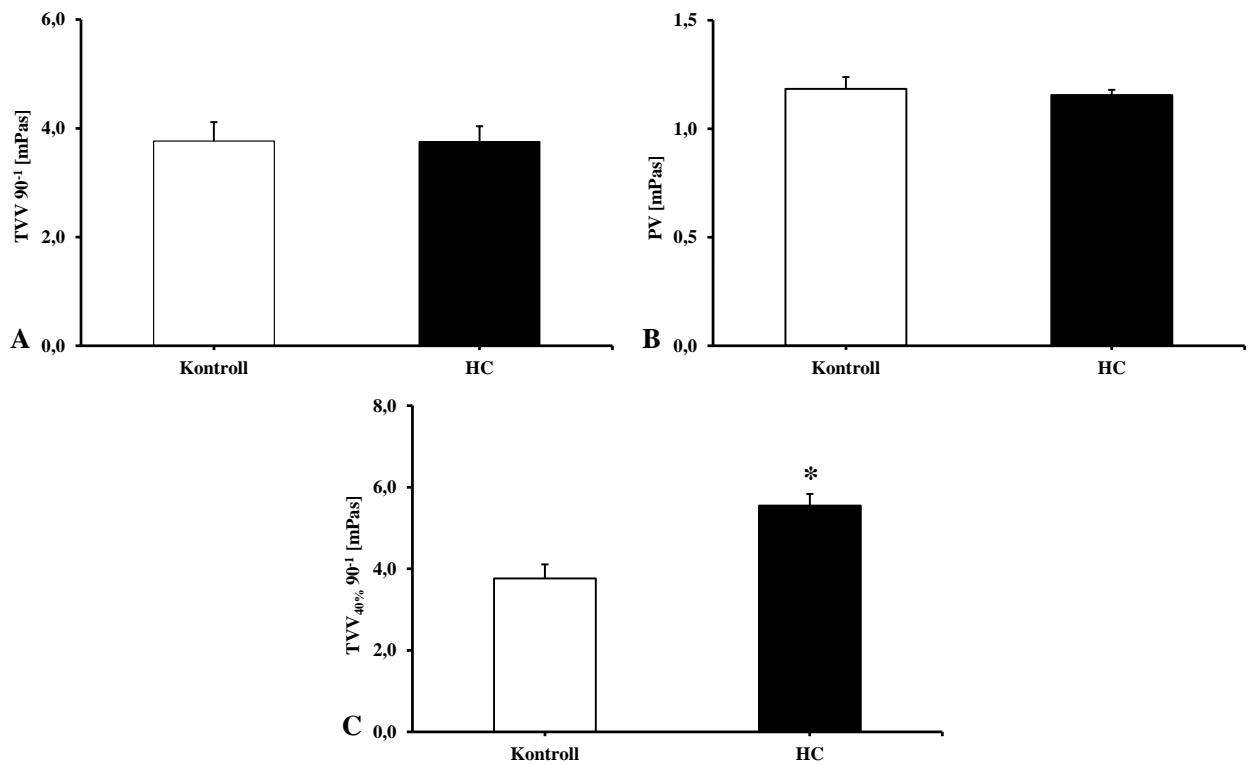 6,0
4,0
2,0
0,0
TVV 90⁻¹ [mPas]
A
Kontroll HC
1,5
1,0
0,5
0,0
PV [mPas]
B
Kontroll HC
8,0
6,0
4,0
2,0
0,0
TVV₄₀% 90⁻¹ [mPas]
*
C
Kontroll HC